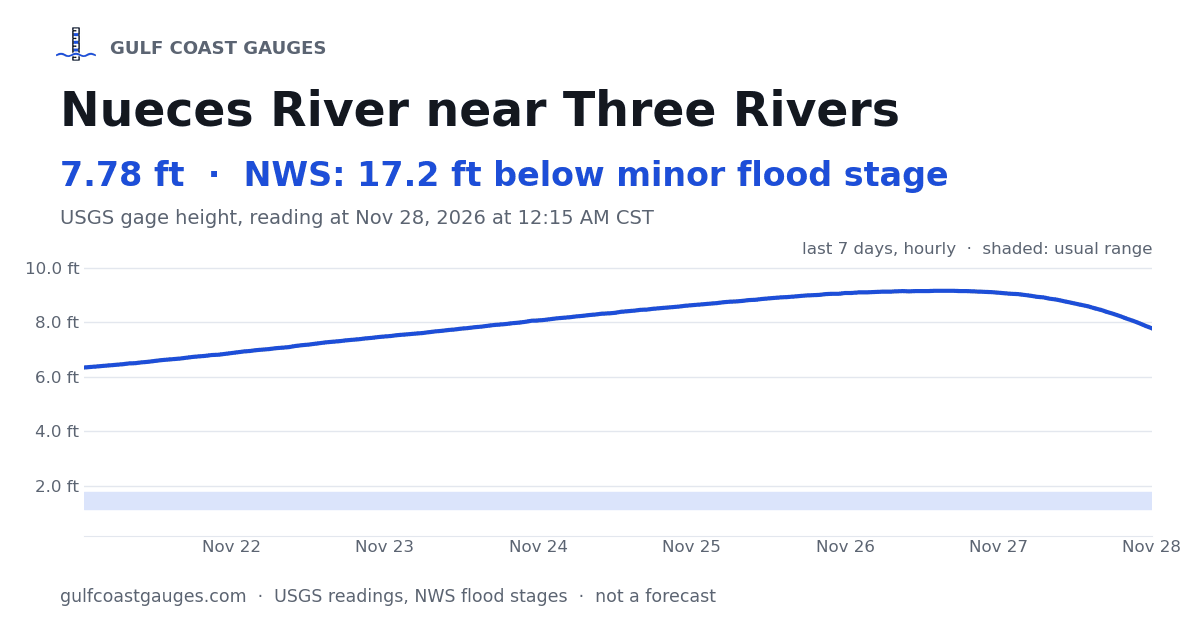 GULF COAST GAUGES
Nueces River near Three Rivers
7.78 ft · NWS: 17.2 ft below minor flood stage
USGS gage height, reading at Nov 28, 2026 at 12:15 AM CST
last 7 days, hourly · shaded: usual range
10.0 ft
8.0 ft
6.0 ft
4.0 ft
2.0 ft
Nov 22 Nov 23 Nov 24 Nov 25 Nov 26 Nov 27 Nov 28
gulfcoastgauges.com · USGS readings, NWS flood stages · not a forecast